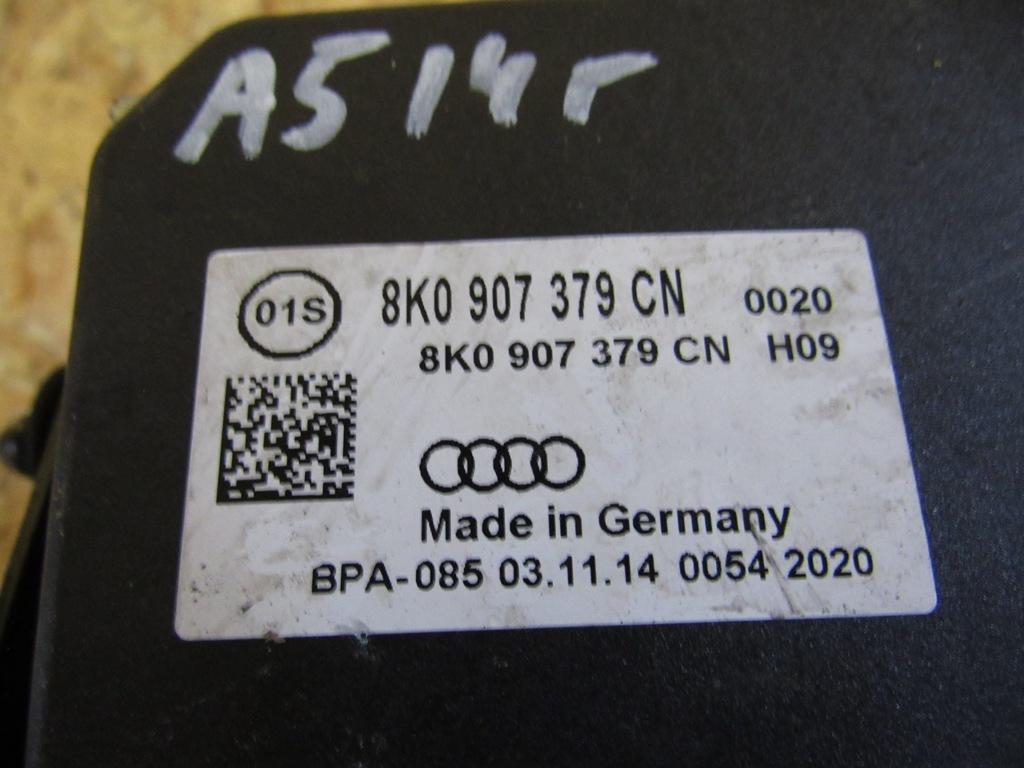 A5 14г
01S 8K0 907 379 CN 0020
8K0 907 379 CN H09
Made in Germany
BPA-085 03.11.14 0054 2020